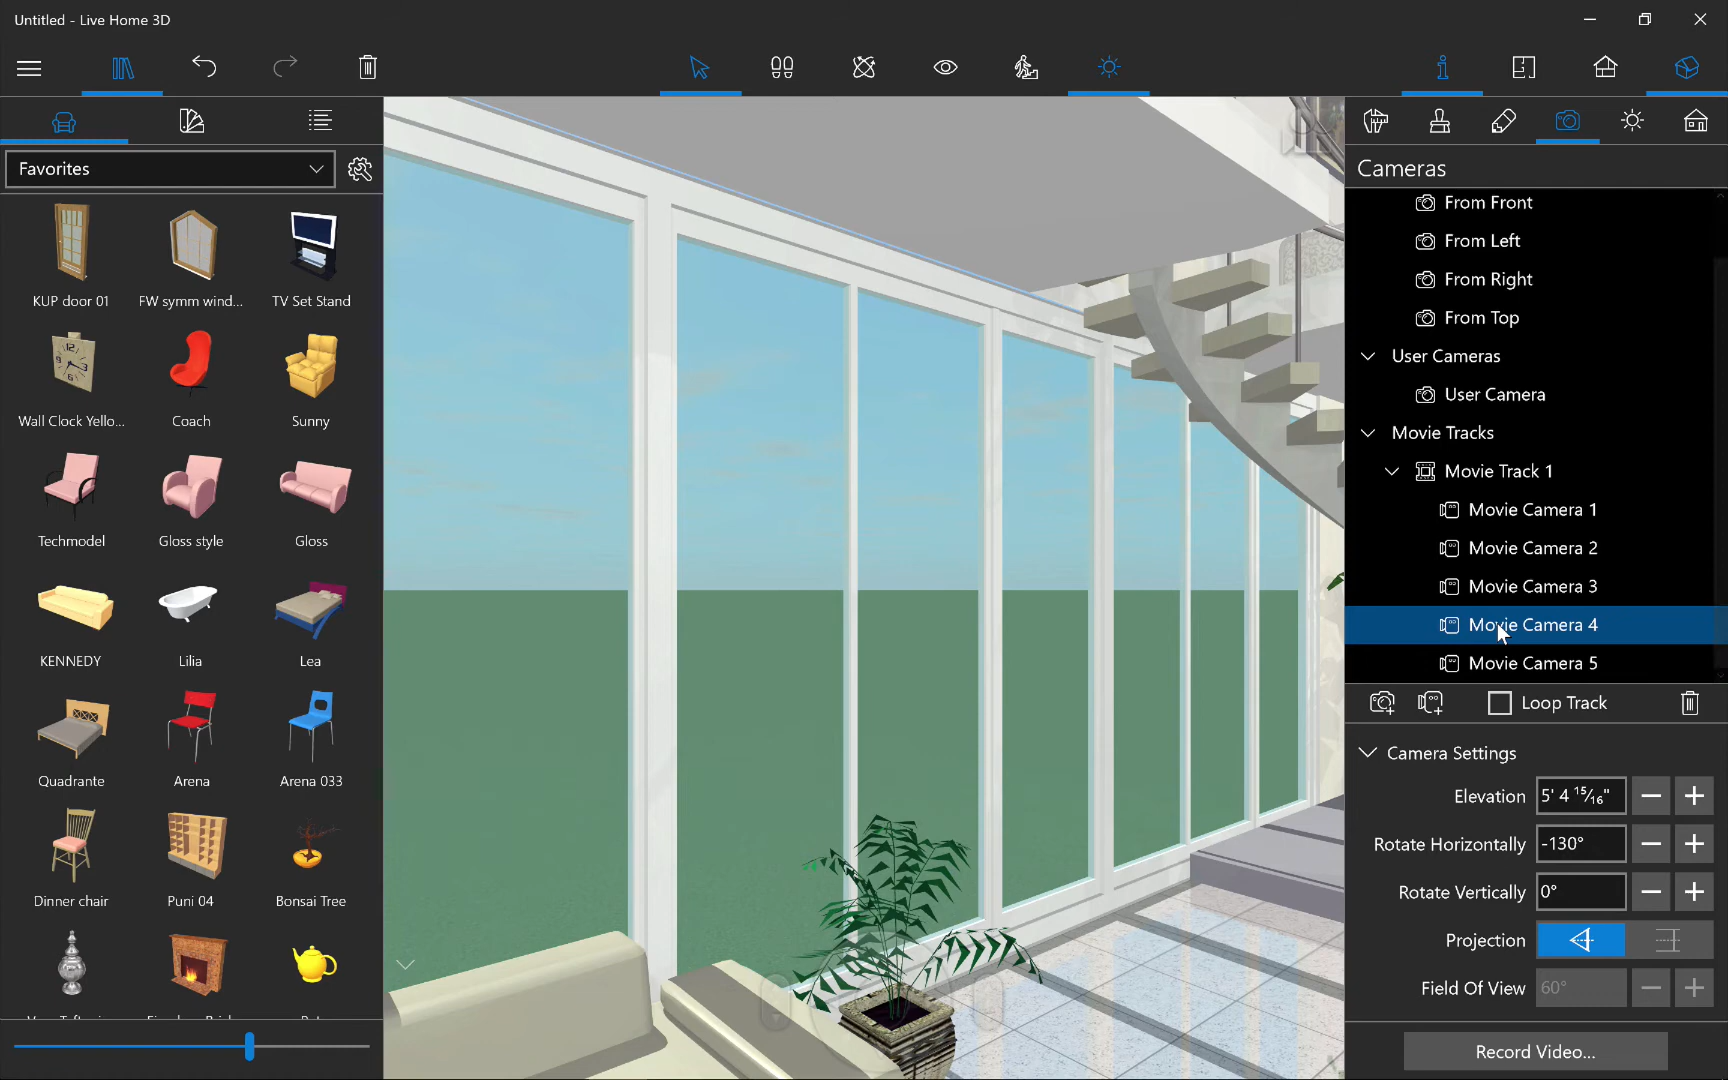 Untitled - Live Home 3D
Favorites
KUP door 01
FW symm wind...
TV Set Stand
Wall Clock Yello...
Coach
Sunny
Techmodel
Gloss style
Gloss
KENNEDY
Lilia
Lea
Quadrante
Arena
Arena 033
Dinner chair
Puni 04
Bonsai Tree
Cameras
From Front
From Left
From Right
From Top
User Cameras
User Camera
Movie Tracks
Movie Track 1
Movie Camera 1
Movie Camera 2
Movie Camera 3
Movie Camera 4
Movie Camera 5
Loop Track
Camera Settings
Elevation 5' 4 15/16"
Rotate Horizontally -130°
Rotate Vertically 0°
Projection
Field Of View 60°
Record Video...